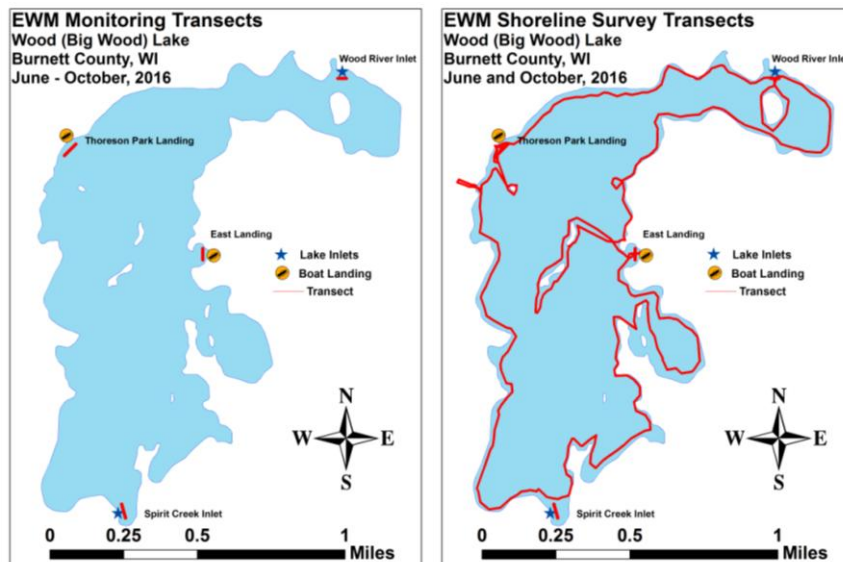 EWM Monitoring Transects
Wood (Big Wood) Lake
Burnett County, WI
June - October, 2016
Wood River Inlet
Thoreson Park Landing
East Landing
Lake Inlets
Boat Landing
Transect
N
W E
S
Spirit Creek Inlet
0 0.25 0.5 1
Miles
EWM Shoreline Survey Transects
Wood (Big Wood) Lake
Burnett County, WI
June and October, 2016
Wood River Inlet
Thoreson Park Landing
East Landing
Lake Inlets
Boat Landing
Transect
N
W E
S
Spirit Creek Inlet
0 0.25 0.5 1
Miles